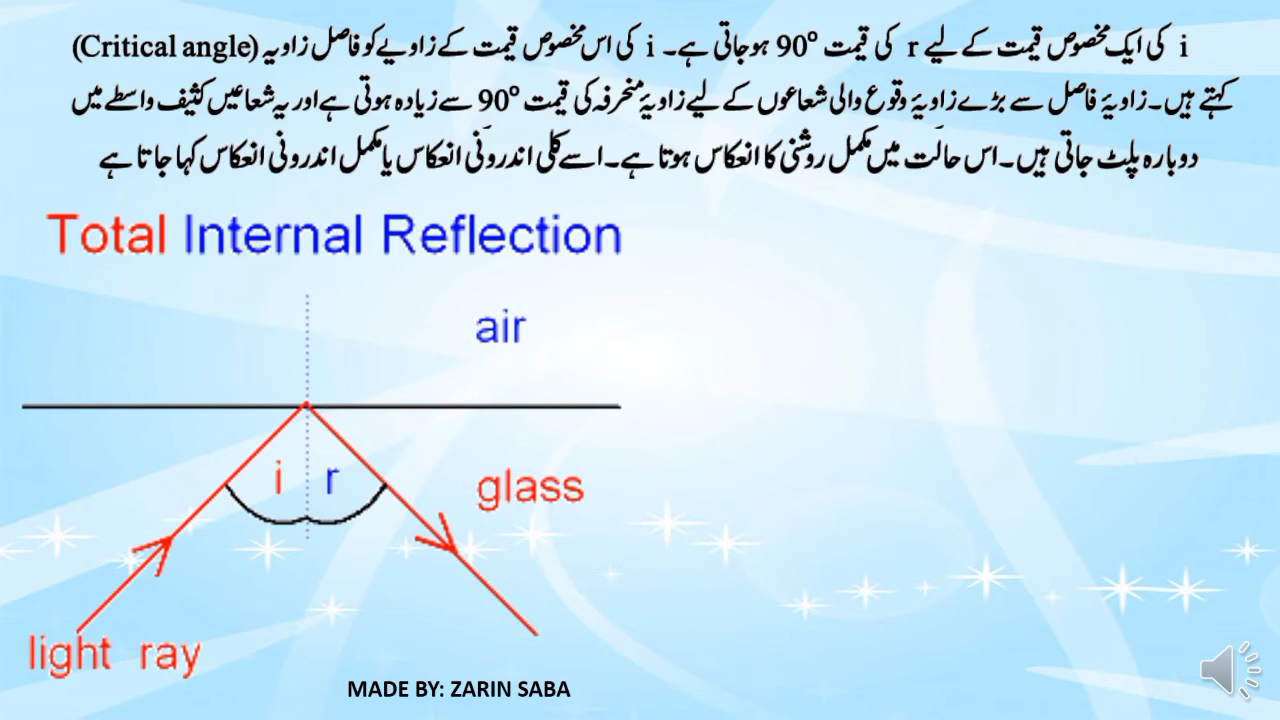 i کی ایک مخصوص قیمت کے لیے r کی قیمت 90° ہوجاتی ہے۔ i کی اس مخصوص قیمت کے زاویے کو فاصل زاویہ (Critical angle)
کہتے ہیں۔ زاویۂ فاصل سے بڑے زاویۂ وقوع والی شعاعوں کے لیے زاویۂ منحرفہ کی قیمت 90° سے زیادہ ہوتی ہے اور یہ شعاعیں کثیف واسطے میں
دوبارہ پلٹ جاتی ہیں۔ اس حالت میں مکمل روشنی کا انعکاس ہوتا ہے۔ اسے کلی اندرونی انعکاس یا مکمل اندرونی انعکاس کہا جاتا ہے
Total Internal Reflection
air
i r
glass
light ray
MADE BY: ZARIN SABA